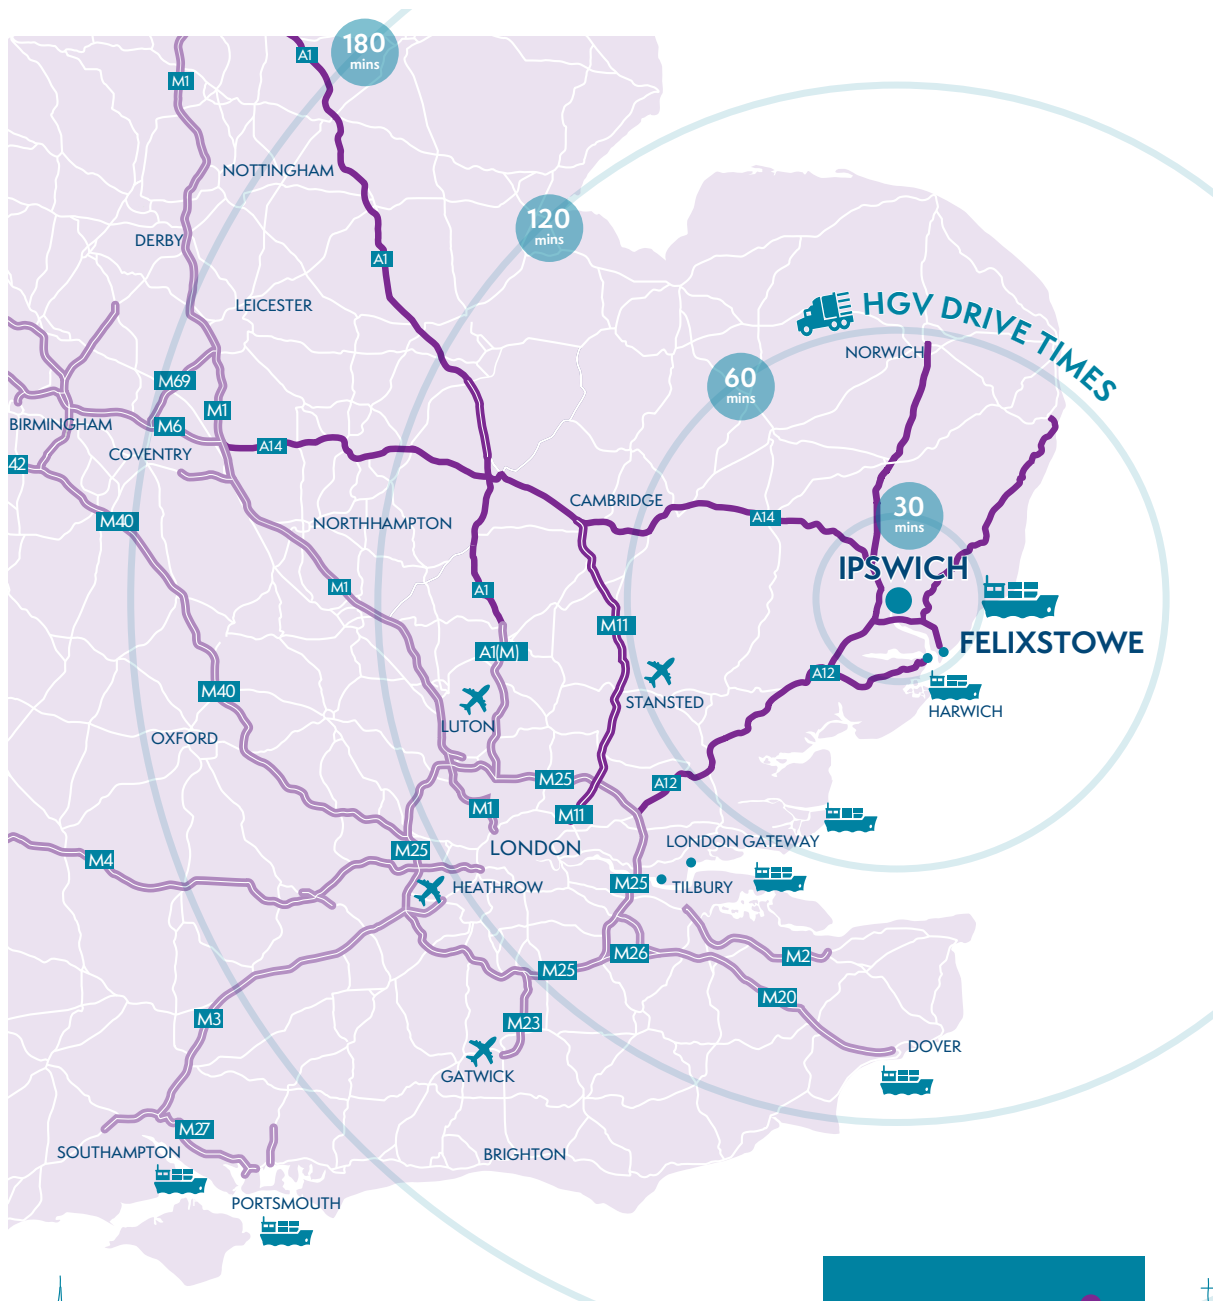 180
mins
A1
M1
NOTTINGHAM
120
mins
DERBY
A1
LEICESTER
HGV DRIVE TIMES
NORWICH
60
mins
M69
M1
BIRMINGHAM
M6
A14
COVENTRY
42
CAMBRIDGE
30
mins
A14
M40
NORTHHAMPTON
IPSWICH
M1
A1
M11
FELIXSTOWE
A1(M)
A12
M40
STANSTED
HARWICH
LUTON
OXFORD
M25
A12
M1
M11
LONDON
LONDON GATEWAY
M25
M4
HEATHROW
M25
TILBURY
M26
M2
M25
M20
M3
M23
DOVER
GATWICK
M27
SOUTHAMPTON
BRIGHTON
PORTSMOUTH